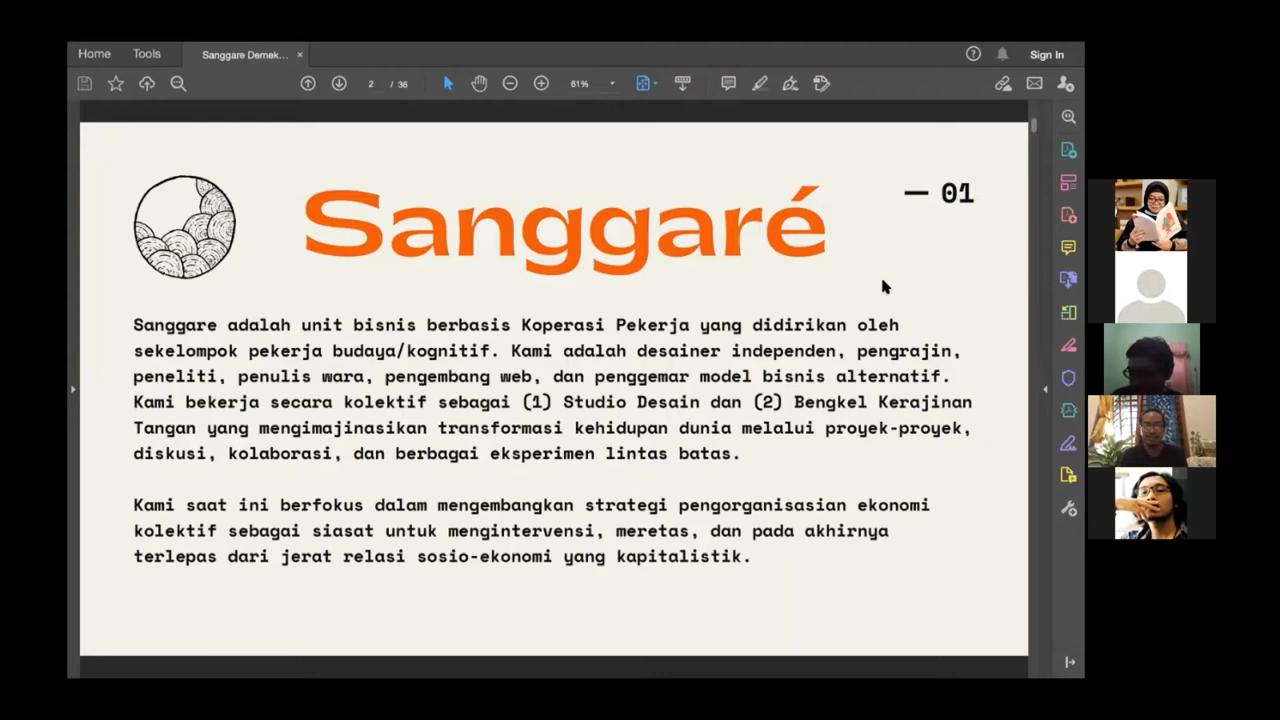 Home Tools Sanggare Demek... × Sign In
2 / 36 61%
Sanggaré — 01
Sanggare adalah unit bisnis berbasis Koperasi Pekerja yang didirikan oleh
sekelompok pekerja budaya/kognitif. Kami adalah desainer independen, pengrajin,
peneliti, penulis wara, pengembang web, dan penggemar model bisnis alternatif.
Kami bekerja secara kolektif sebagai (1) Studio Desain dan (2) Bengkel Kerajinan
Tangan yang mengimajinasikan transformasi kehidupan dunia melalui proyek-proyek,
diskusi, kolaborasi, dan berbagai eksperimen lintas batas.
Kami saat ini berfokus dalam mengembangkan strategi pengorganisasian ekonomi
kolektif sebagai siasat untuk mengintervensi, meretas, dan pada akhirnya
terlepas dari jerat relasi sosio-ekonomi yang kapitalistik.